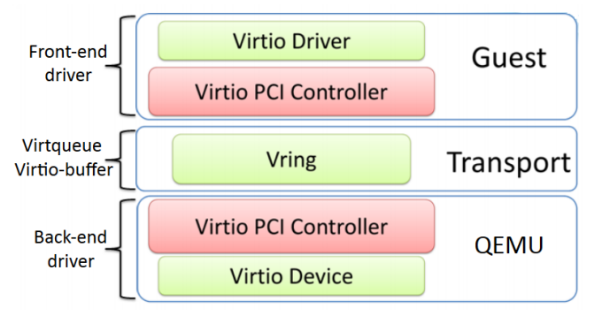 Front-end
driver
Virtio Driver
Virtio PCI Controller
Guest
Virtqueue
Virtio-buffer
Vring
Transport
Back-end
driver
Virtio PCI Controller
Virtio Device
QEMU